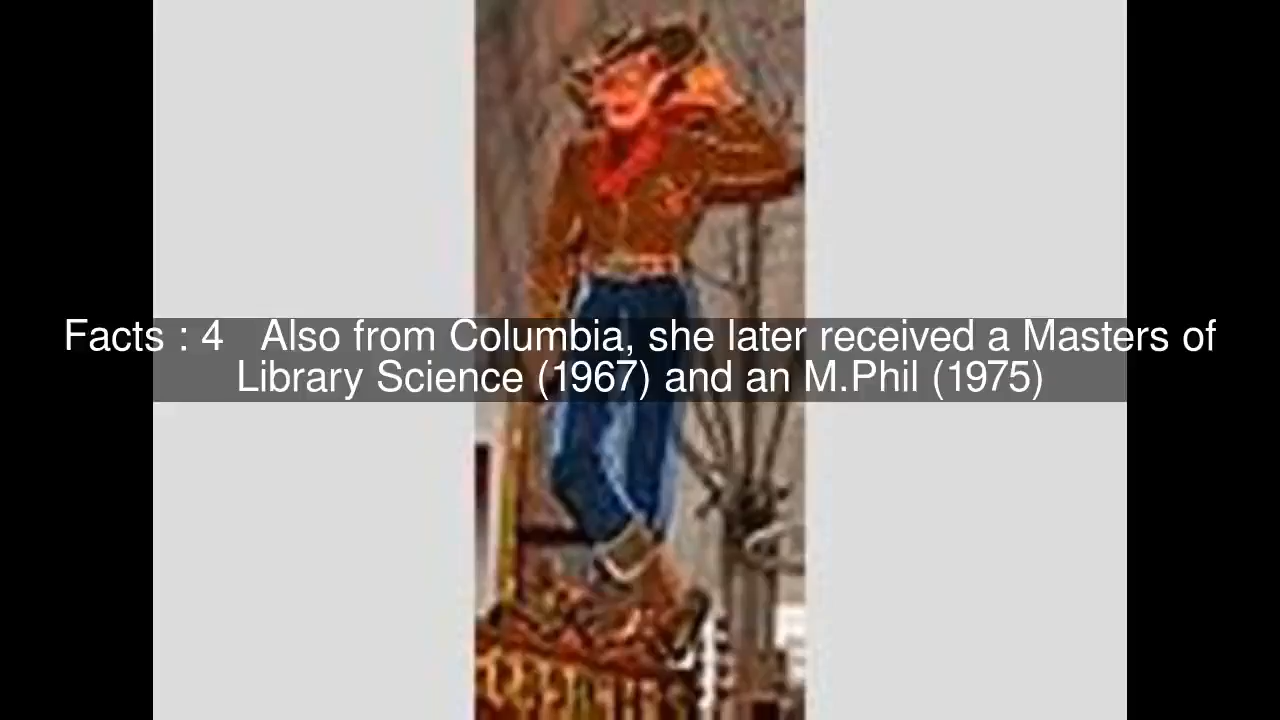 Facts : 4   Also from Columbia, she later received a Masters of
Library Science (1967) and an M.Phil (1975)